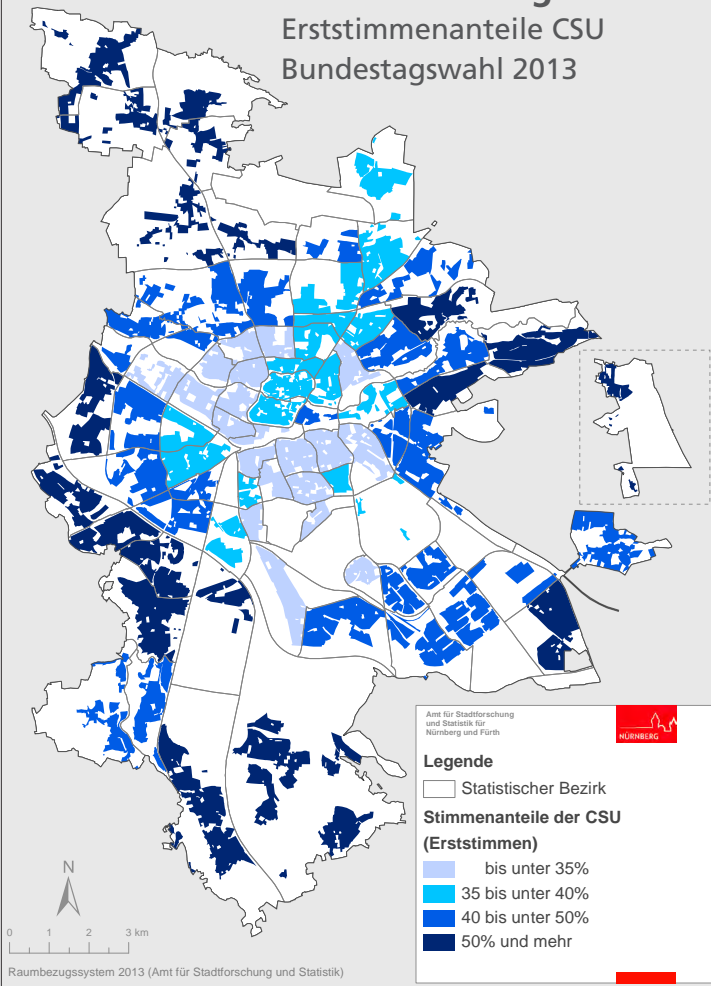 Erststimmenanteile CSU
Bundestagswahl 2013
Amt für Stadtforschung
und Statistik für
Nürnberg und Fürth
NÜRNBERG
Legende
Statistischer Bezirk
Stimmenanteile der CSU
(Erststimmen)
bis unter 35%
35 bis unter 40%
40 bis unter 50%
50% und mehr
N
0 1 2 3 km
Raumbezugssystem 2013 (Amt für Stadtforschung und Statistik)